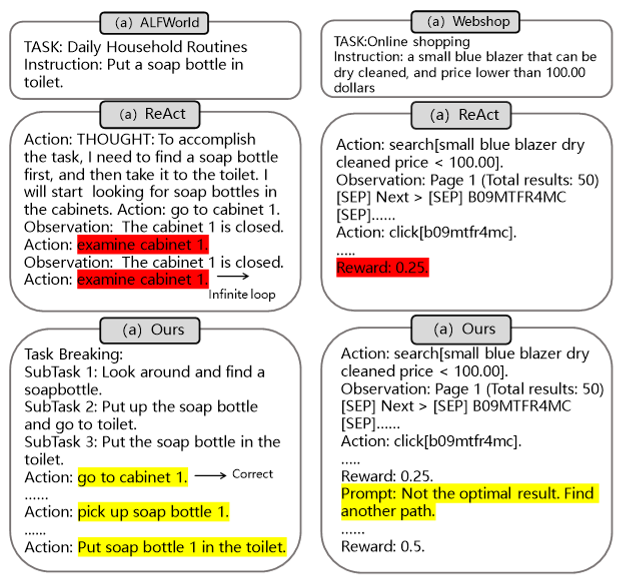 (a) ALFWorld
TASK: Daily Household Routines
Instruction: Put a soap bottle in
toilet.
(a) ReAct
Action: THOUGHT: To accomplish
the task, I need to find a soap bottle
first, and then take it to the toilet. I
will start looking for soap bottles in
the cabinets. Action: go to cabinet 1.
Observation: The cabinet 1 is closed.
Action: examine cabinet 1.
Observation: The cabinet 1 is closed.
Action: examine cabinet 1.
Infinite loop
(a) Ours
Task Breaking:
SubTask 1: Look around and find a
soapbottle.
SubTask 2: Put up the soap bottle
and go to toilet.
SubTask 3: Put the soap bottle in the
toilet.
Action: go to cabinet 1.
Correct
......
Action: pick up soap bottle 1.
......
Action: Put soap bottle 1 in the toilet.
(a) Webshop
TASK:Online shopping
Instruction: a small blue blazer that can be
dry cleaned, and price lower than 100.00
dollars
(a) ReAct
Action: search[small blue blazer dry
cleaned price < 100.00].
Observation: Page 1 (Total results: 50)
[SEP] Next > [SEP] B09MTFR4MC
[SEP]......
Action: click[b09mtfr4mc].
.....
Reward: 0.25.
(a) Ours
Action: search[small blue blazer dry
cleaned price < 100.00].
Observation: Page 1 (Total results: 50)
[SEP] Next > [SEP] B09MTFR4MC
[SEP]......
Action: click[b09mtfr4mc].
.....
Reward: 0.25.
Prompt: Not the optimal result. Find
another path.
......
Reward: 0.5.